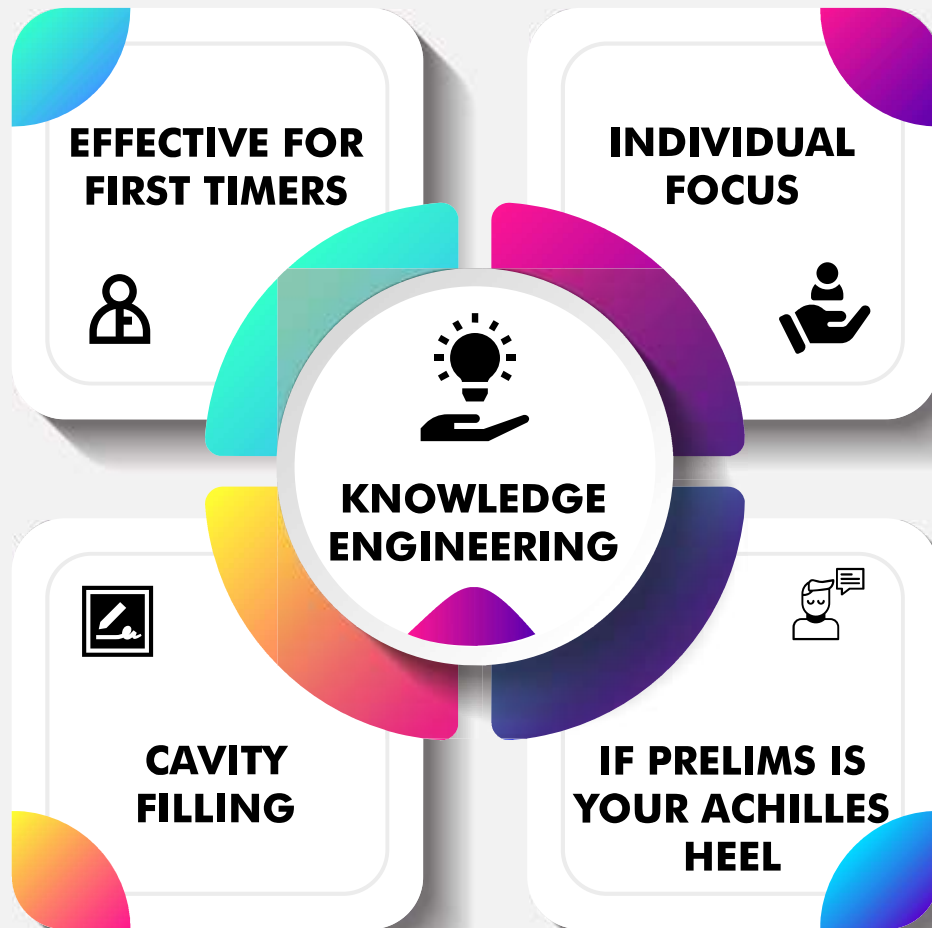 EFFECTIVE FOR
FIRST TIMERS
INDIVIDUAL
FOCUS
KNOWLEDGE
ENGINEERING
CAVITY
FILLING
IF PRELIMS IS
YOUR ACHILLES
HEEL